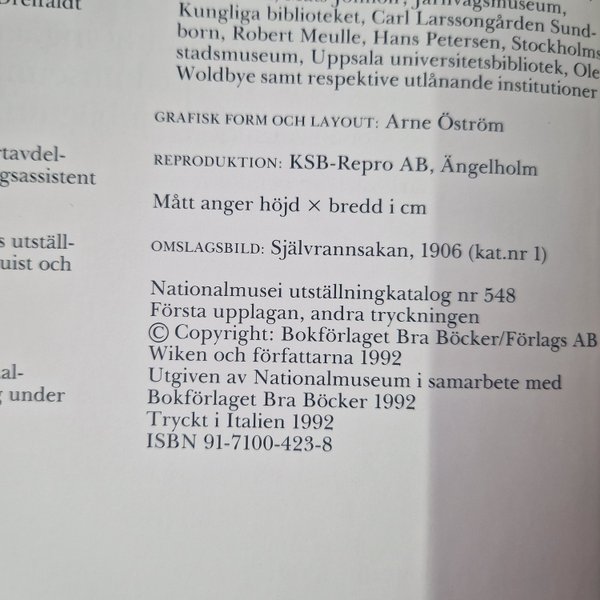 Järnvägsmuseum,
Kungliga biblioteket, Carl Larssongården Sund-
born, Robert Meulle, Hans Petersen, Stockholms
stadsmuseum, Uppsala universitetsbibliotek, Ole
Woldbye samt respektive utlånande institutioner
GRAFISK FORM OCH LAYOUT: Arne Öström
rtavdel-
gsassistent
REPRODUKTION: KSB-Repro AB, Ängelholm
Mått anger höjd × bredd i cm
s utställ-
uist och
OMSLAGSBILD: Självrannsakan, 1906 (kat.nr 1)
Nationalmusei utställningkatalog nr 548
Första upplagan, andra tryckningen
© Copyright: Bokförlaget Bra Böcker/Förlags AB
Wiken och författarna 1992
al-
under
Utgiven av Nationalmuseum i samarbete med
Bokförlaget Bra Böcker 1992
Tryckt i Italien 1992
ISBN 91-7100-423-8